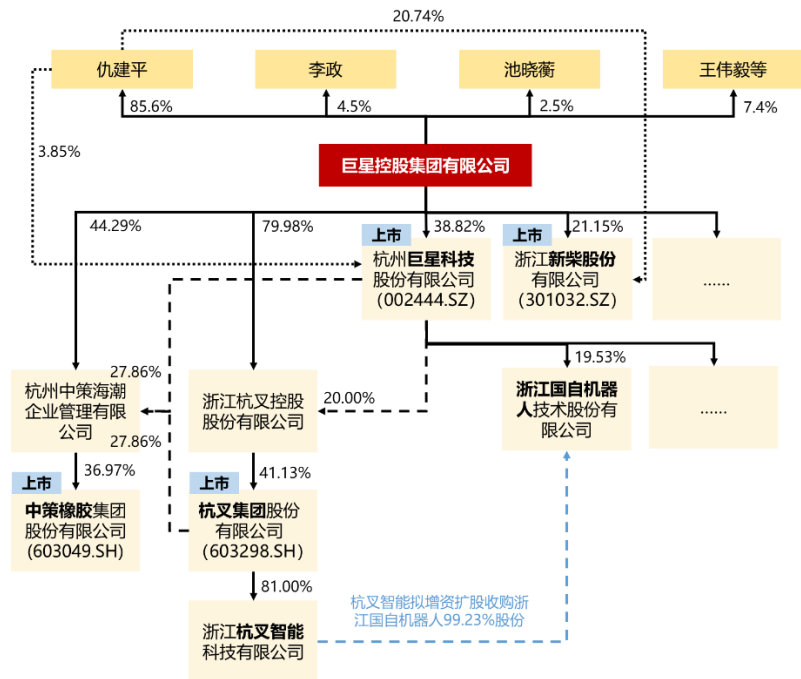 20.74%
仇建平
李政
池晓蘅
王伟毅等
85.6%
4.5%
2.5%
7.4%
3.85%
巨星控股集团有限公司
44.29%
79.98%
上市
38.82%
上市
21.15%
杭州巨星科技
股份有限公司
（002444.SZ）
浙江新柴股份
有限公司
（301032.SZ）
......
27.86%
20.00%
19.53%
杭州中策海潮
企业管理有限
公司
浙江杭叉控股
股份有限公司
浙江国自机器
人技术股份有
限公司
......
27.86%
上市
36.97%
上市
41.13%
中策橡胶集团
股份有限公司
（603049.SH）
杭叉集团股份
有限公司
（603298.SH）
81.00%
浙江杭叉智能
科技有限公司
杭叉智能拟增资扩股收购浙
江国自机器人99.23%股份